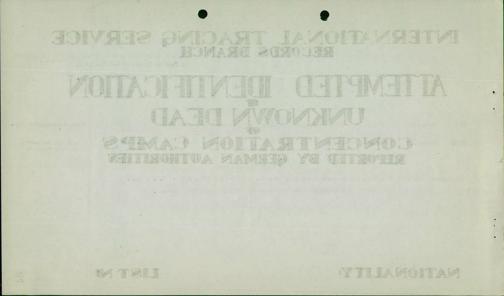 INTERNATIONAL TRACING SERVICE
RECORDS BRANCH
ATTEMPTED IDENTIFICATION
OF
UNKNOWN DEAD
OF
CONCENTRATION CAMPS
REPORTED BY GERMAN AUTHORITIES
NATIONALITY:
LIST Nº